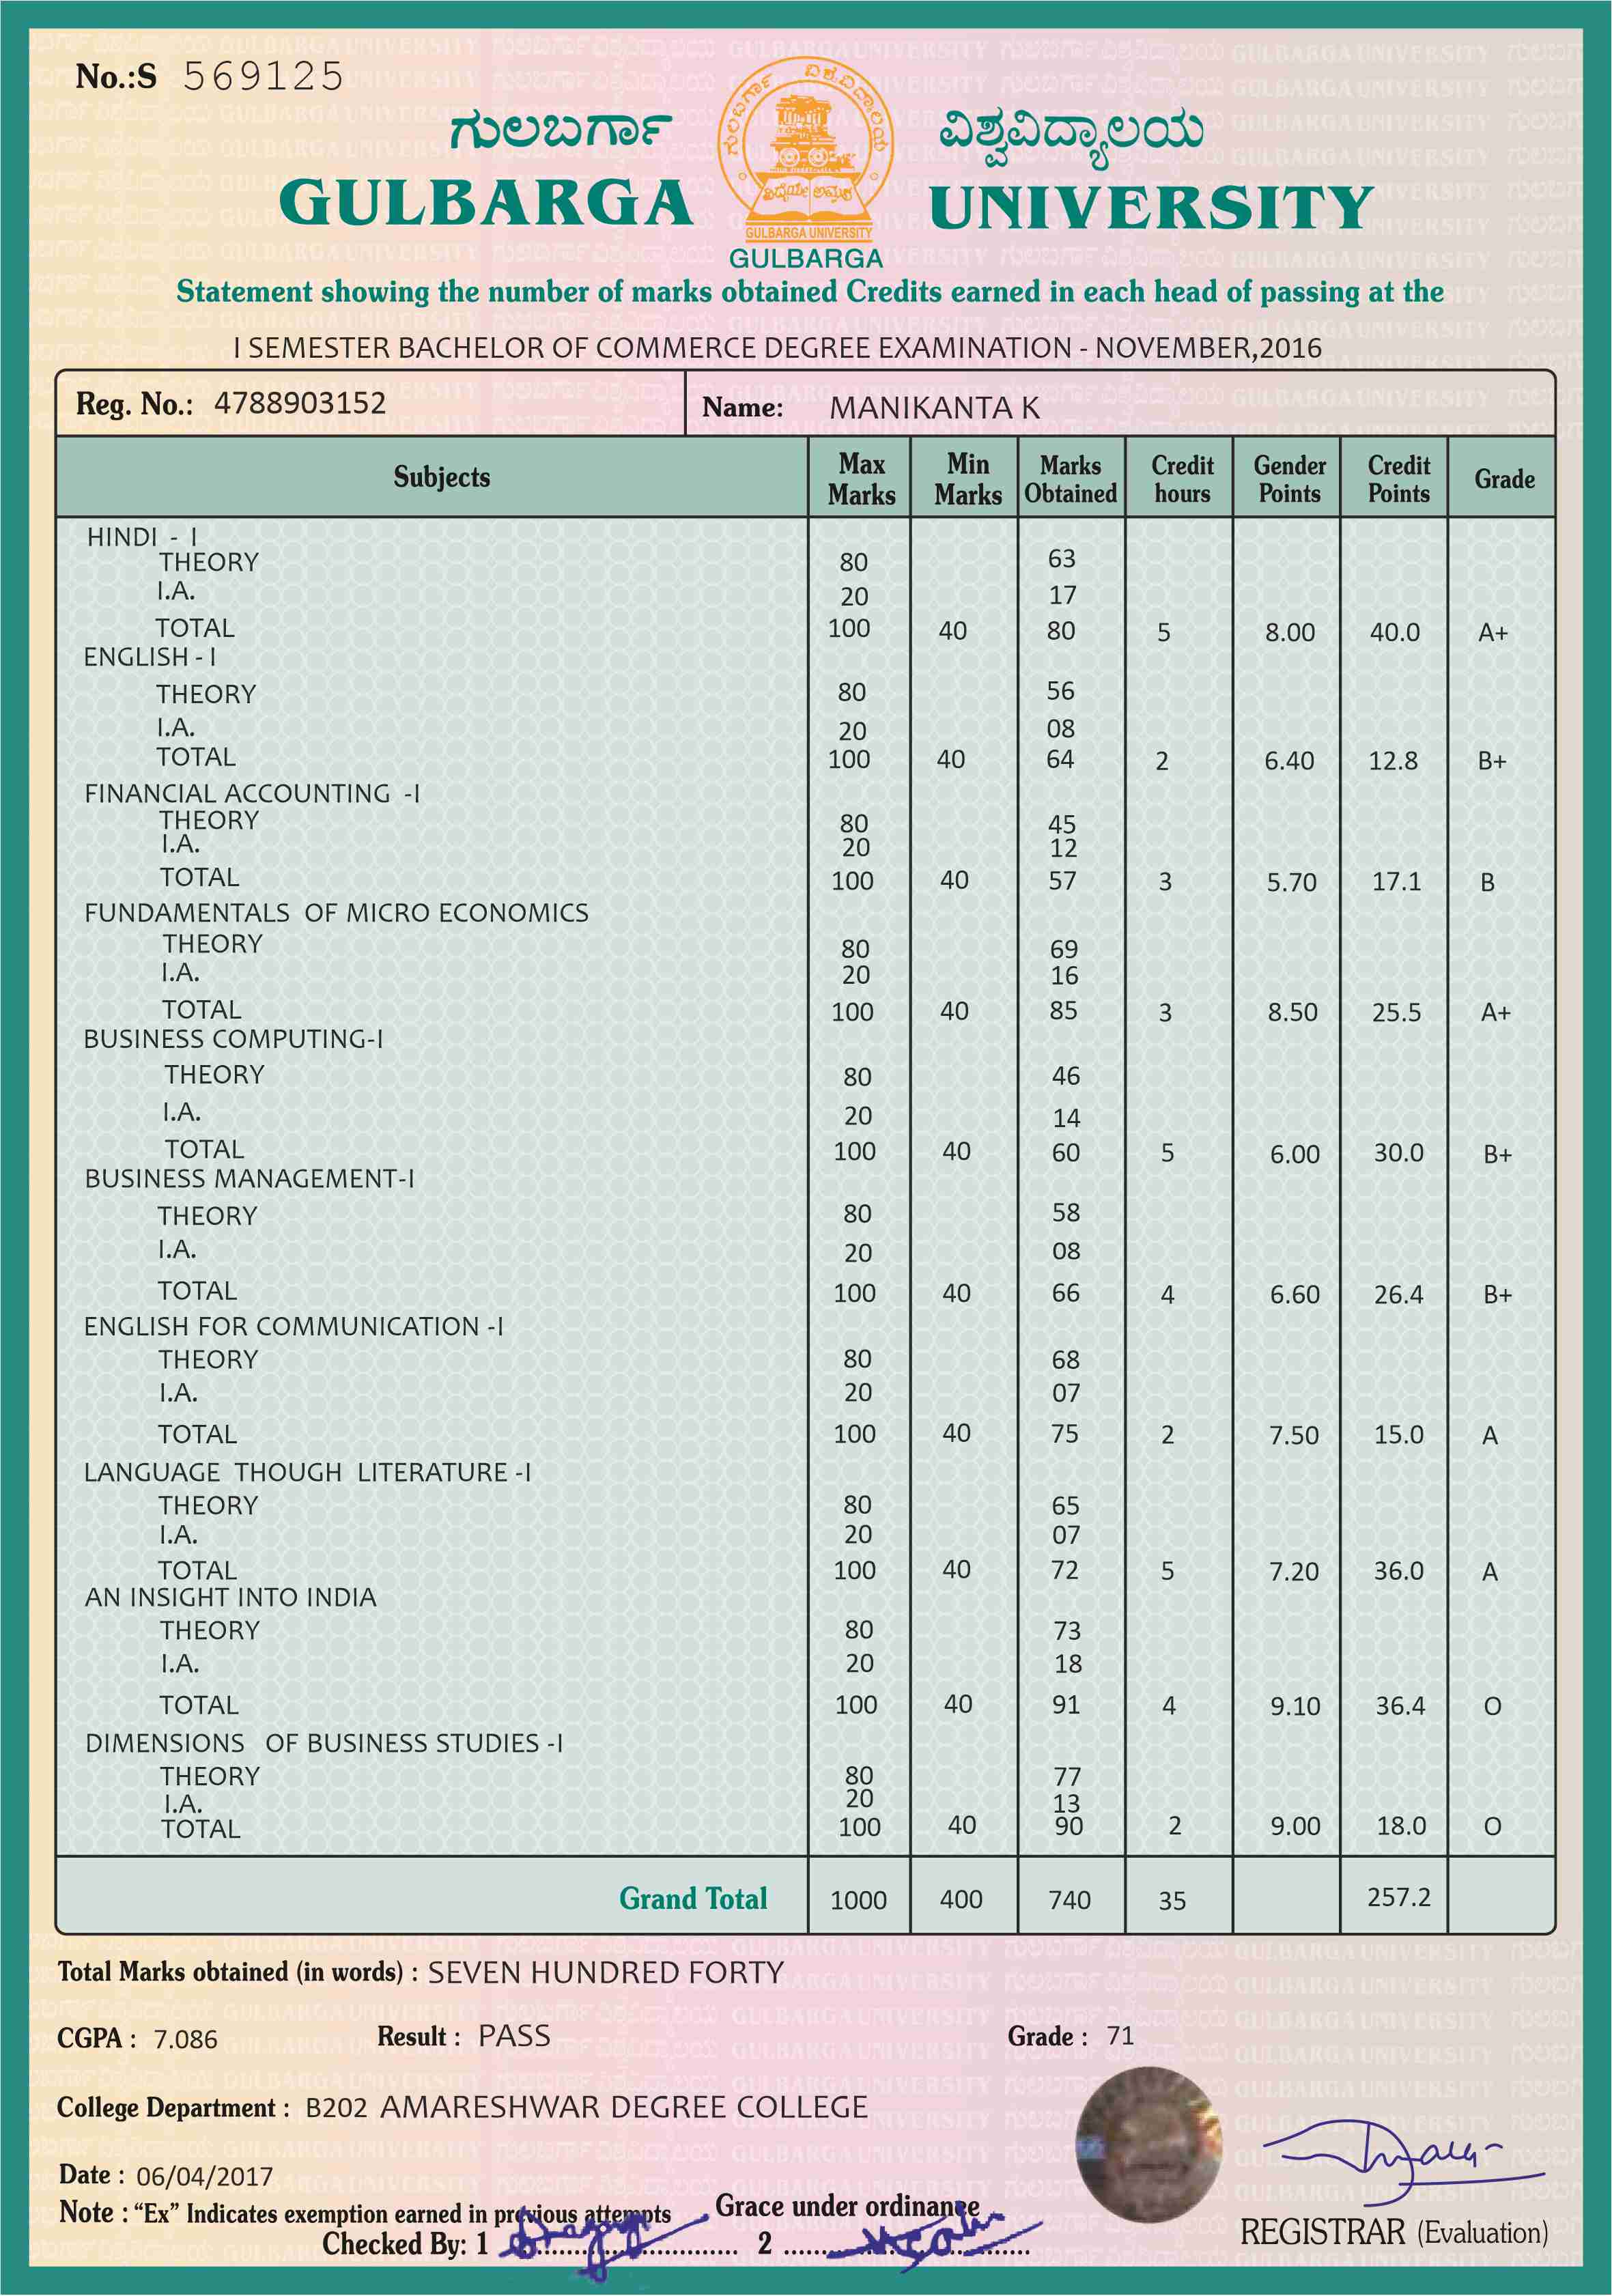 No.:S 569125
ಗುಲಬರ್ಗಾ ವಿಶ್ವವಿದ್ಯಾಲಯ
ಗುಲಬರ್ಗಾ ವಿಶ್ವವಿದ್ಯಾಲಯ
GULBARGA UNIVERSITY
GULBARGA UNIVERSITY
GULBARGA
Statement showing the number of marks obtained Credits earned in each head of passing at the
I SEMESTER BACHELOR OF COMMERCE DEGREE EXAMINATION - NOVEMBER,2016
Reg. No.: 4788903152 Name: MANIKANTA K
Subjects Max Marks Min Marks Marks Obtained Credit hours Gender Points Credit Points Grade
HINDI - I
THEORY 80 63
I.A. 20 17
TOTAL 100 40 80 5 8.00 40.0 A+
ENGLISH - I
THEORY 80 56
I.A. 20 08
TOTAL 100 40 64 2 6.40 12.8 B+
FINANCIAL ACCOUNTING -I
THEORY 80 45
I.A. 20 12
TOTAL 100 40 57 3 5.70 17.1 B
FUNDAMENTALS OF MICRO ECONOMICS
THEORY 80 69
I.A. 20 16
TOTAL 100 40 85 3 8.50 25.5 A+
BUSINESS COMPUTING-I
THEORY 80 46
I.A. 20 14
TOTAL 100 40 60 5 6.00 30.0 B+
BUSINESS MANAGEMENT-I
THEORY 80 58
I.A. 20 08
TOTAL 100 40 66 4 6.60 26.4 B+
ENGLISH FOR COMMUNICATION -I
THEORY 80 68
I.A. 20 07
TOTAL 100 40 75 2 7.50 15.0 A
LANGUAGE THOUGH LITERATURE -I
THEORY 80 65
I.A. 20 07
TOTAL 100 40 72 5 7.20 36.0 A
AN INSIGHT INTO INDIA
THEORY 80 73
I.A. 20 18
TOTAL 100 40 91 4 9.10 36.4 O
DIMENSIONS OF BUSINESS STUDIES -I
THEORY 80 77
I.A. 20 13
TOTAL 100 40 90 2 9.00 18.0 O
Grand Total 1000 400 740 35 257.2
Total Marks obtained (in words) : SEVEN HUNDRED FORTY
CGPA : 7.086 Result : PASS Grade : 71
College Department : B202 AMARESHWAR DEGREE COLLEGE
Date : 06/04/2017
Note : “Ex” Indicates exemption earned in previous attempts Grace under ordinance
Checked By: 1 2
REGISTRAR (Evaluation)